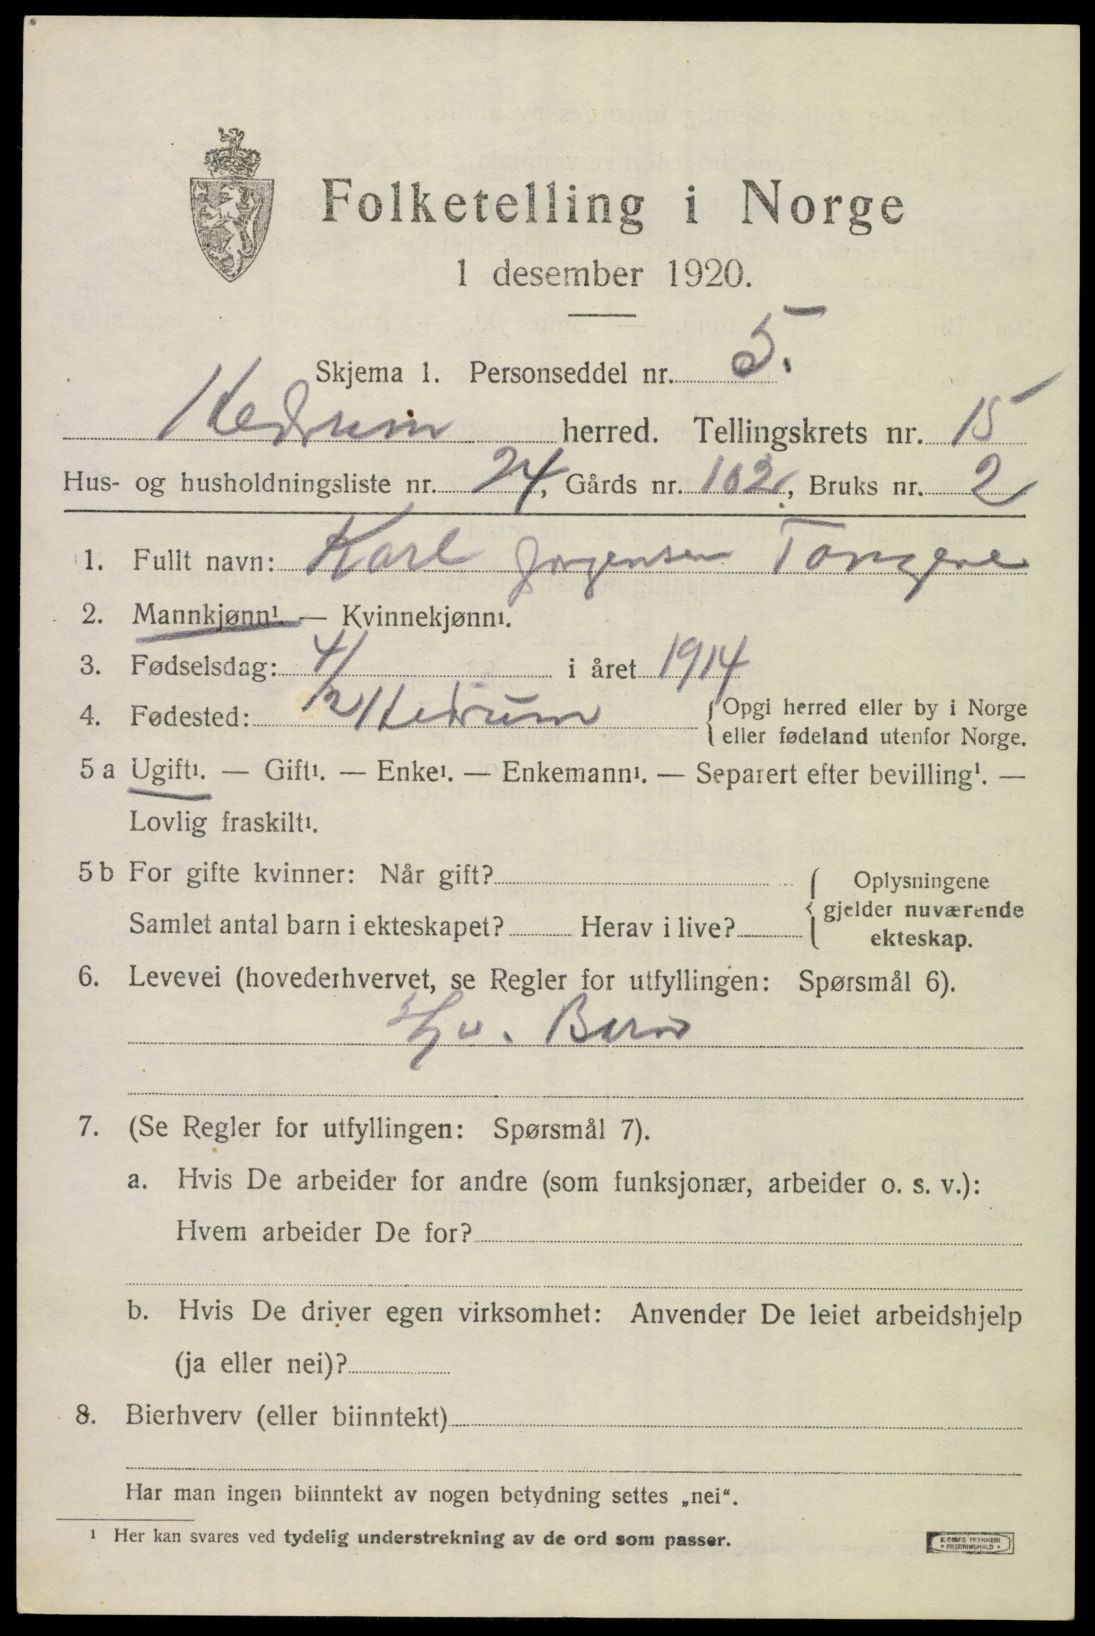 Folketelling i Norge
1 desember 1920.
Skjema 1. Personseddel nr. 5.
Hedrum herred. Tellingskrets nr. 15
Hus- og husholdningsliste nr. 24, Gårds nr. 102, Bruks nr. 2
1. Fullt navn: Karl Jørgensen
2. Mannkjønn¹. — Kvinnekjønn¹.
3. Fødselsdag: 4/12 i året 1914
4. Fødested: Hedrum {Opgi herred eller by i Norge
eller fødeland utenfor Norge.
5 a Ugift¹. — Gift¹. — Enke¹. — Enkemann¹. — Separert efter bevilling¹. —
Lovlig fraskilt¹.
5 b For gifte kvinner: Når gift? { Oplysningene
gjelder nuværende
Samlet antal barn i ekteskapet? Herav i live? ekteskap.
6. Levevei (hovederhvervet, se Regler for utfyllingen: Spørsmål 6).
7. (Se Regler for utfyllingen: Spørsmål 7).
a. Hvis De arbeider for andre (som funksjonær, arbeider o. s. v.):
Hvem arbeider De for?
b. Hvis De driver egen virksomhet: Anvender De leiet arbeidshjelp
(ja eller nei)?
8. Bierhverv (eller biinntekt)
Har man ingen biinntekt av nogen betydning settes „nei“.
¹ Her kan svares ved tydelig understrekning av de ord som passer.